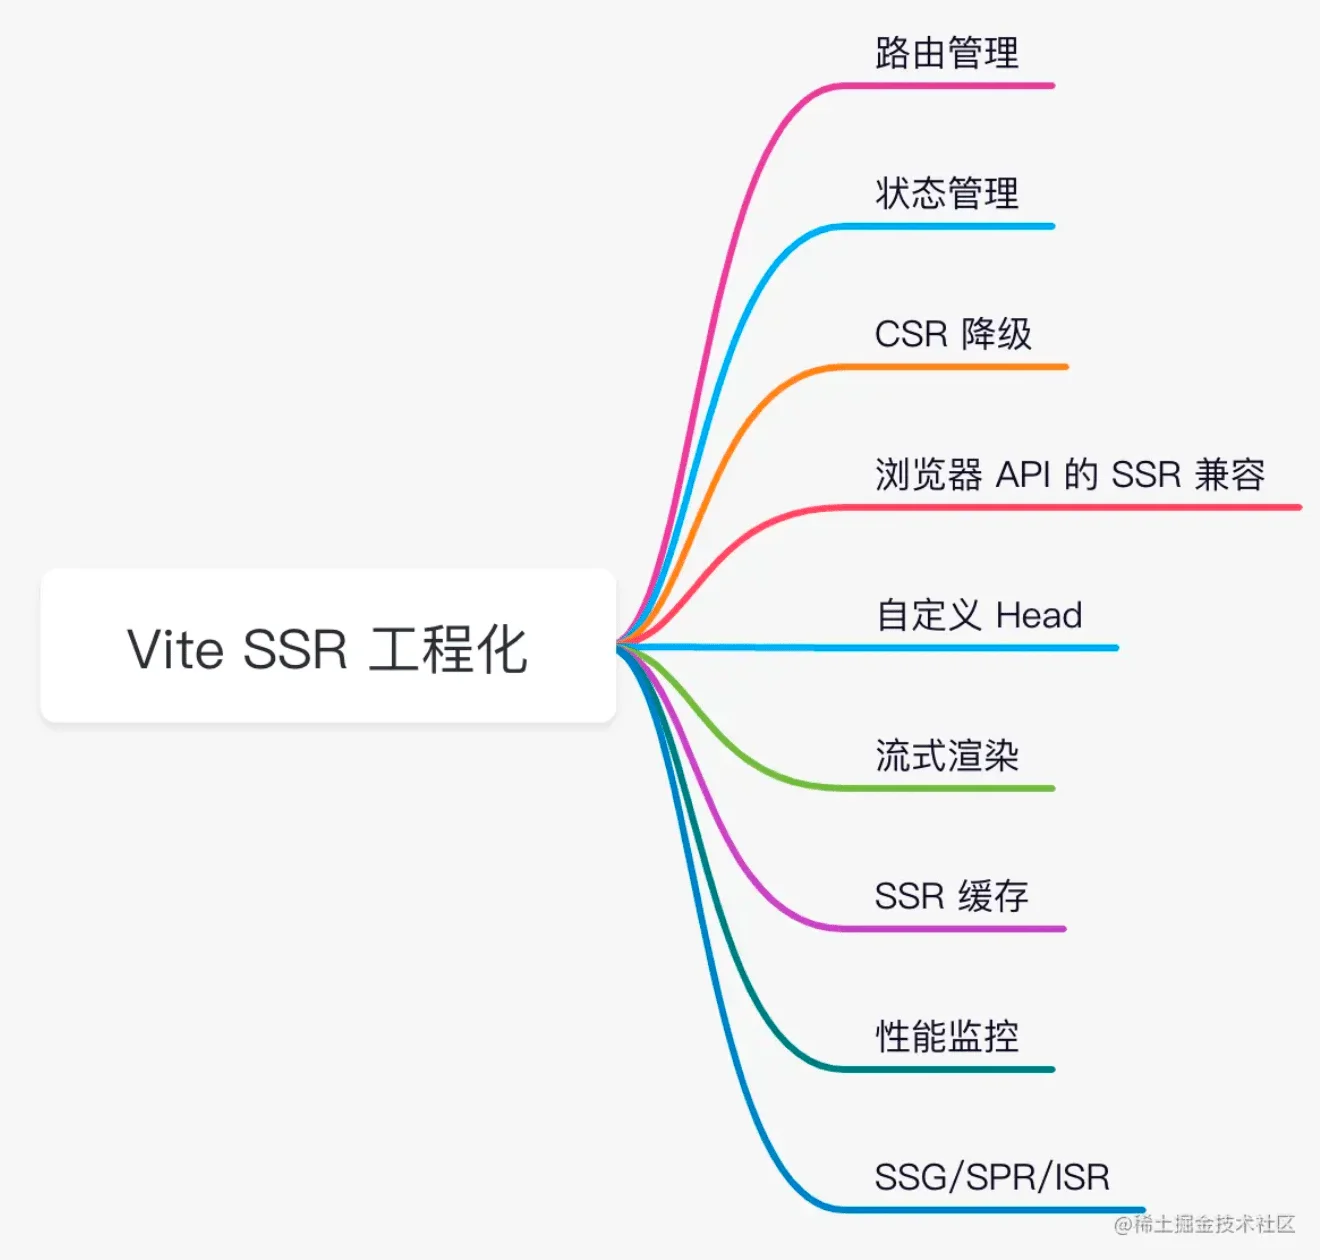 路由管理
状态管理
CSR 降级
浏览器 API 的 SSR 兼容
Vite SSR 工程化
自定义 Head
流式渲染
SSR 缓存
性能监控
SSG/SPR/ISR
@稀土掘金技术社区